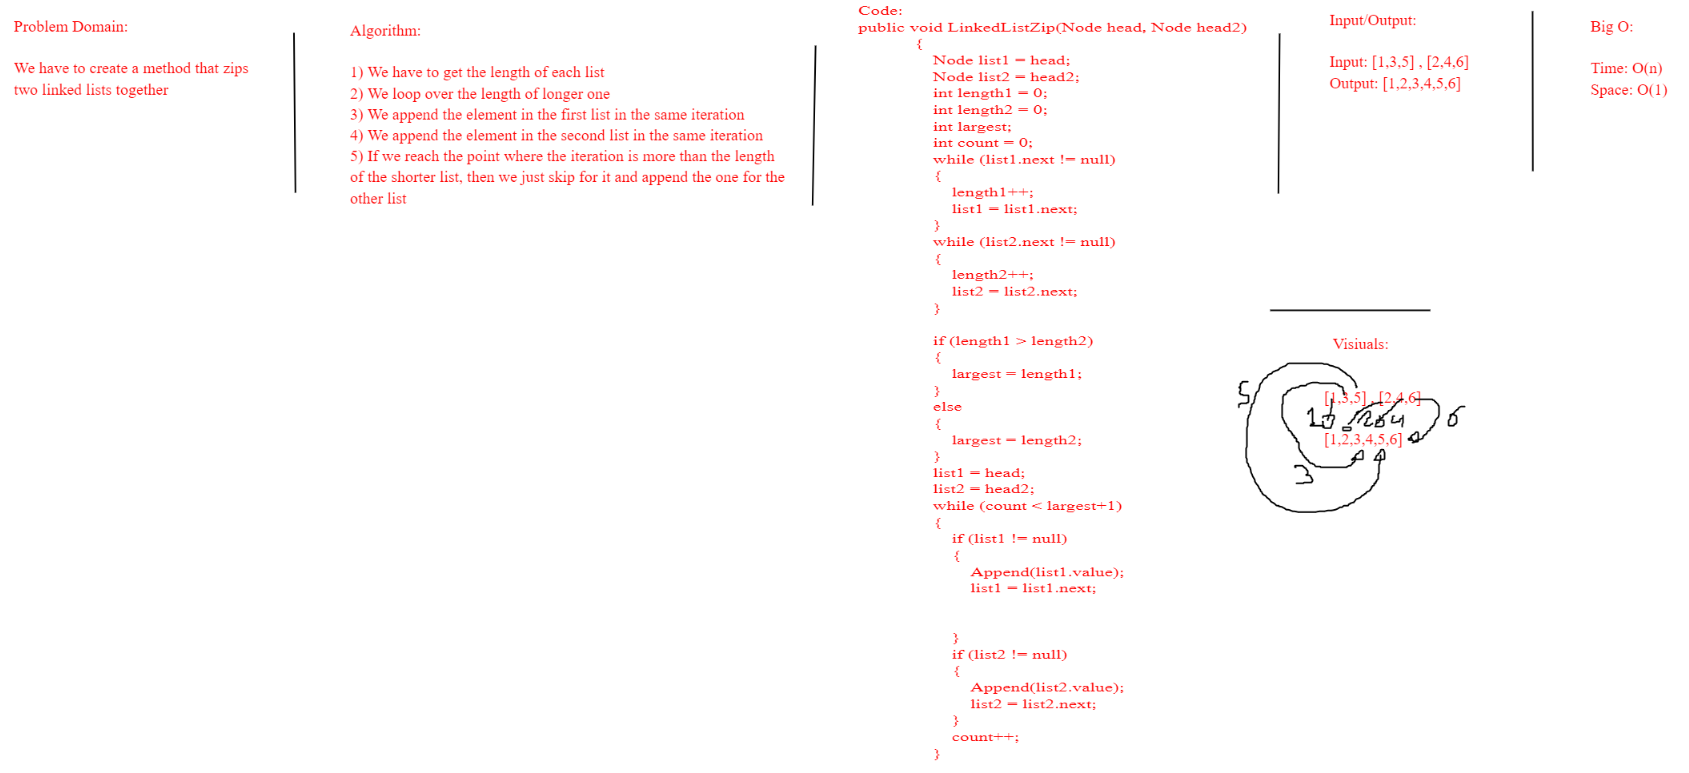 Problem Domain:
We have to create a method that zips
two linked lists together
Algorithm:
1) We have to get the length of each list
2) We loop over the length of longer one
3) We append the element in the first list in the same iteration
4) We append the element in the second list in the same iteration
5) If we reach the point where the iteration is more than the length
of the shorter list, then we just skip for it and append the one for the
other list
Code:
public void LinkedListZip(Node head, Node head2)
{
Node list1 = head;
Node list2 = head2;
int length1 = 0;
int length2 = 0;
int largest;
int count = 0;
while (list1.next != null)
{
length1++;
list1 = list1.next;
}
while (list2.next != null)
{
length2++;
list2 = list2.next;
}
if (length1 > length2)
{
largest = length1;
}
else
{
largest = length2;
}
list1 = head;
list2 = head2;
while (count < largest+1)
{
if (list1 != null)
{
Append(list1.value);
list1 = list1.next;
}
if (list2 != null)
{
Append(list2.value);
list2 = list2.next;
}
count++;
}
Input/Output:
Input: [1,3,5] , [2,4,6]
Output: [1,2,3,4,5,6]
Visiuals:
5
[1,3,5] , [2,4,6]
1 2 4 6
[1,2,3,4,5,6]
3
Big O:
Time: O(n)
Space: O(1)